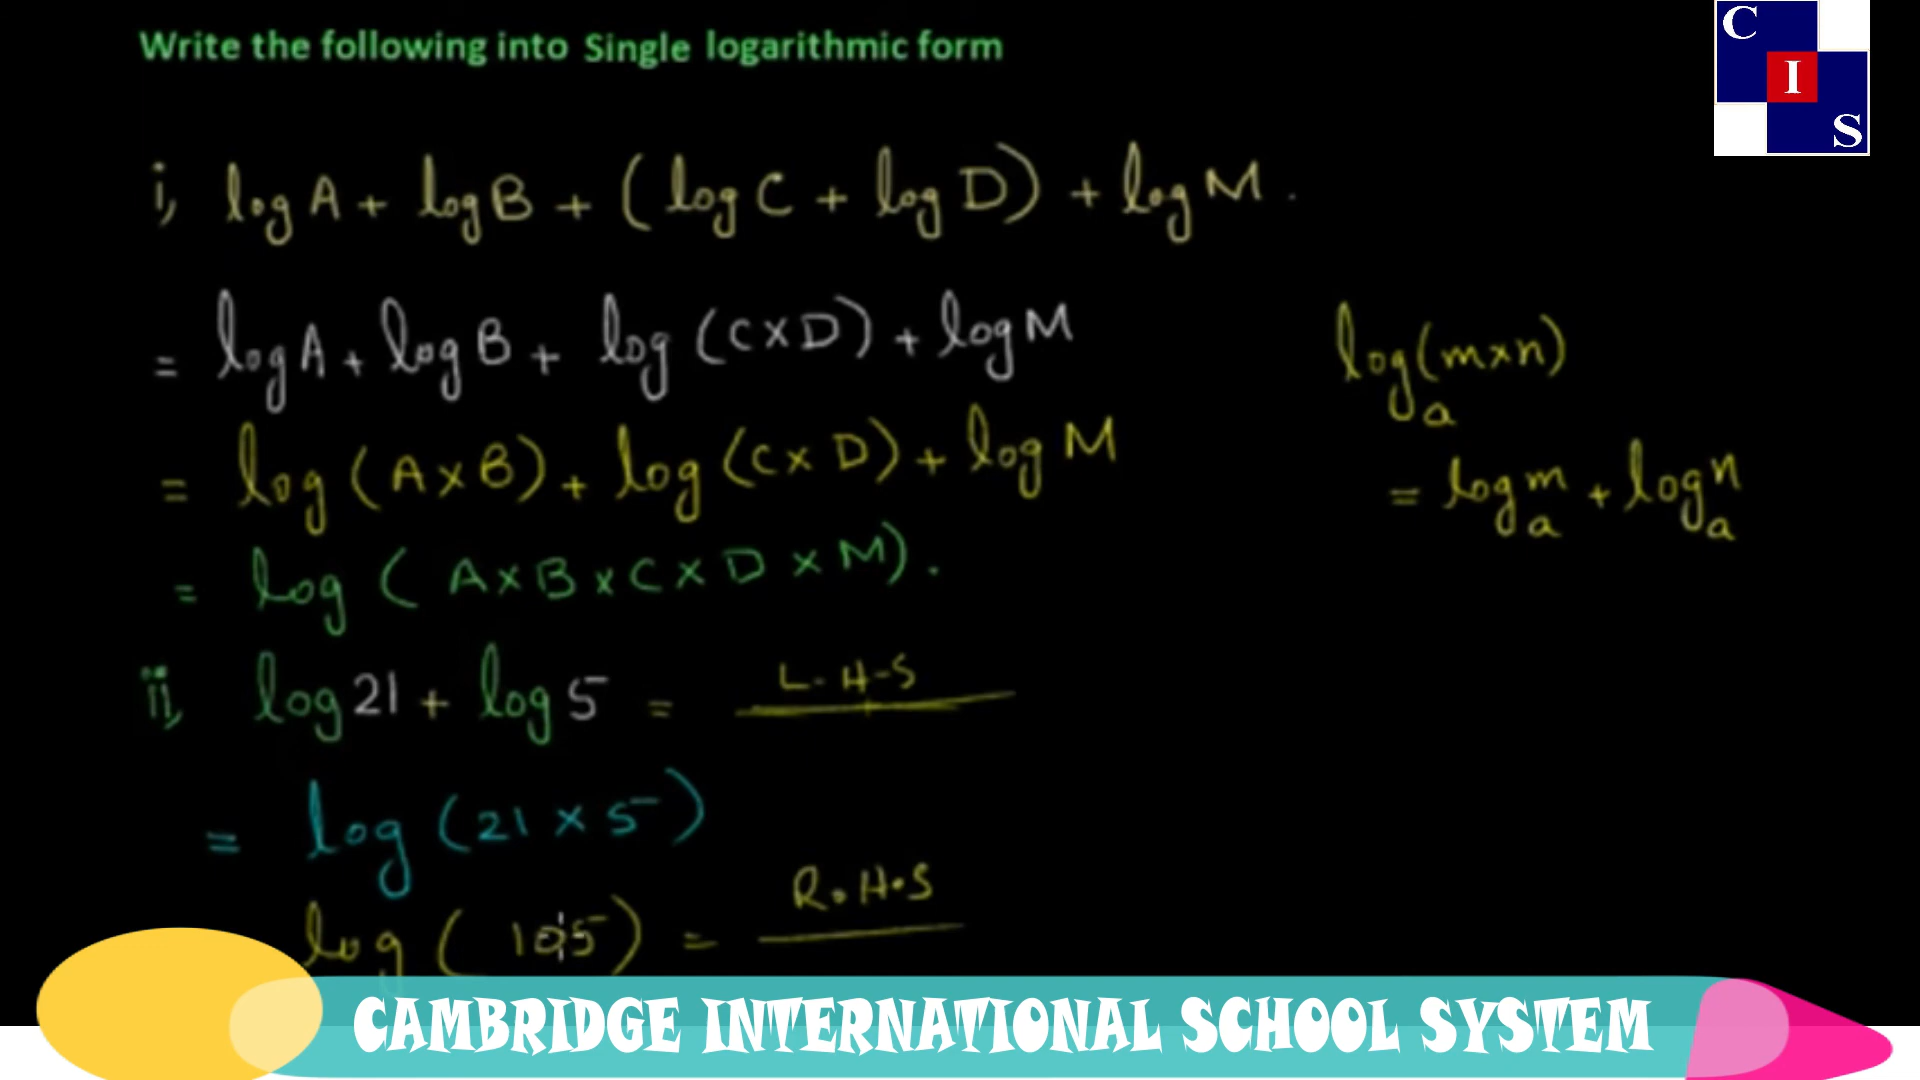 Write the following into Single logarithmic form
C
I
S
i, log A + log B + (log C + log D) + log M.
= log A + log B + log (C×D) + log M
log_a(m×n)
= log (A×B) + log (C×D) + log M
= log_a m + log_a n
= log (A×B×C×D×M).
ii, log 21 + log 5 = L.H-S
= log (21×5)
log (105) = R.H.S
CAMBRIDGE INTERNATIONAL SCHOOL SYSTEM